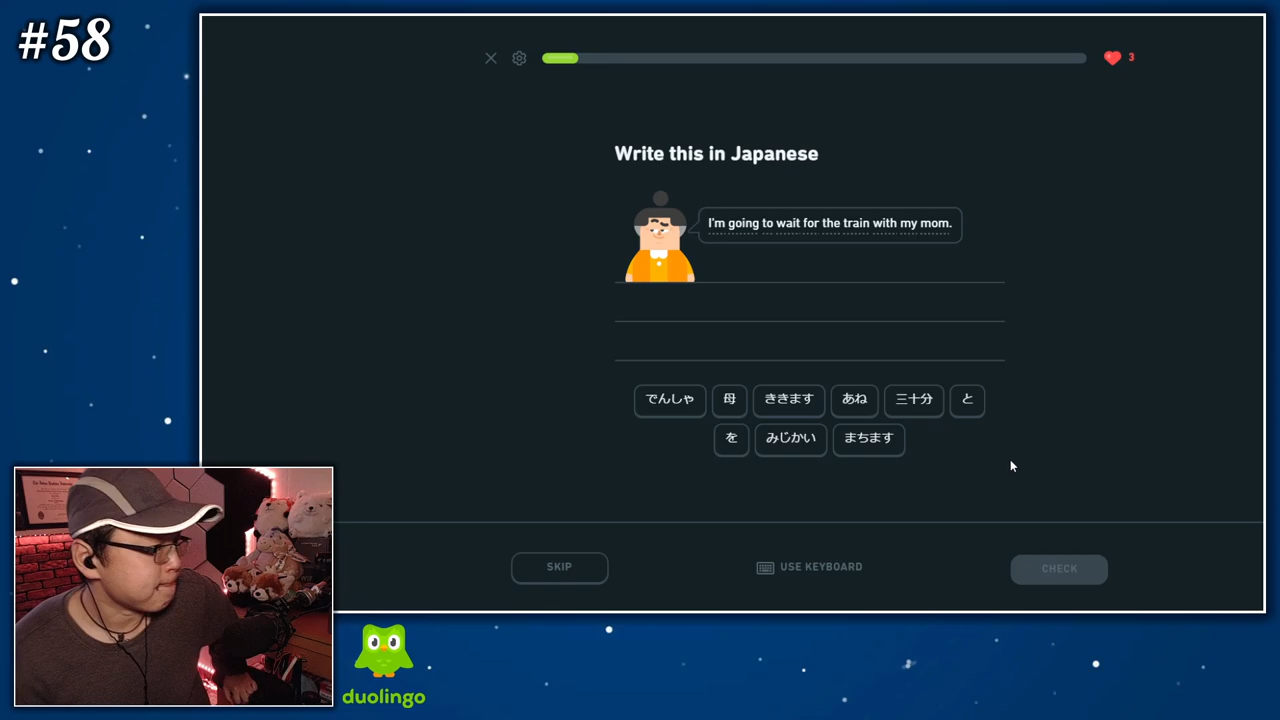 #58
3
Write this in Japanese
I'm going to wait for the train with my mom.
でんしゃ 母 ききます あね 三十分 と
を みじかい まちます
SKIP
USE KEYBOARD
CHECK
duolingo